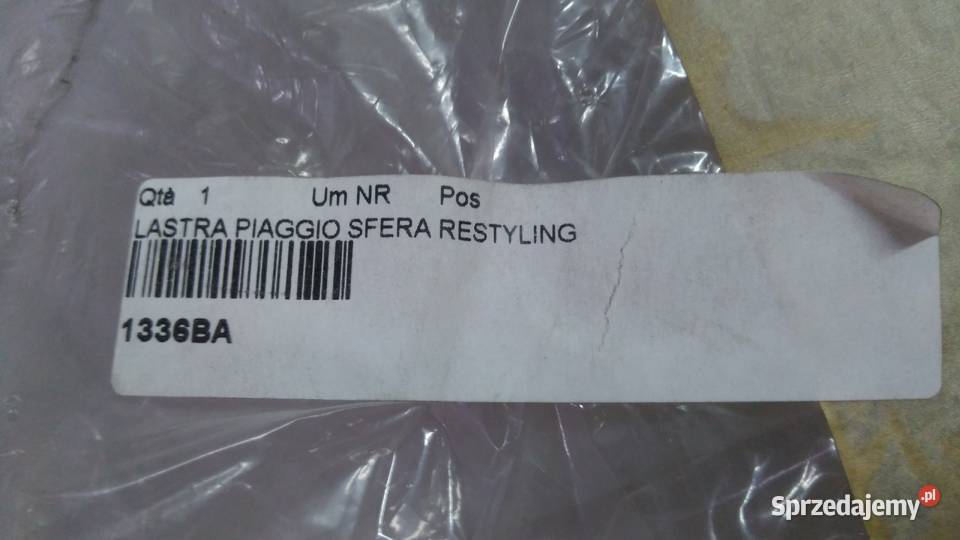 Qtà 1 Um NR Pos
LASTRA PIAGGIO SFERA RESTYLING
1336BA
Sprzedajemy.pl